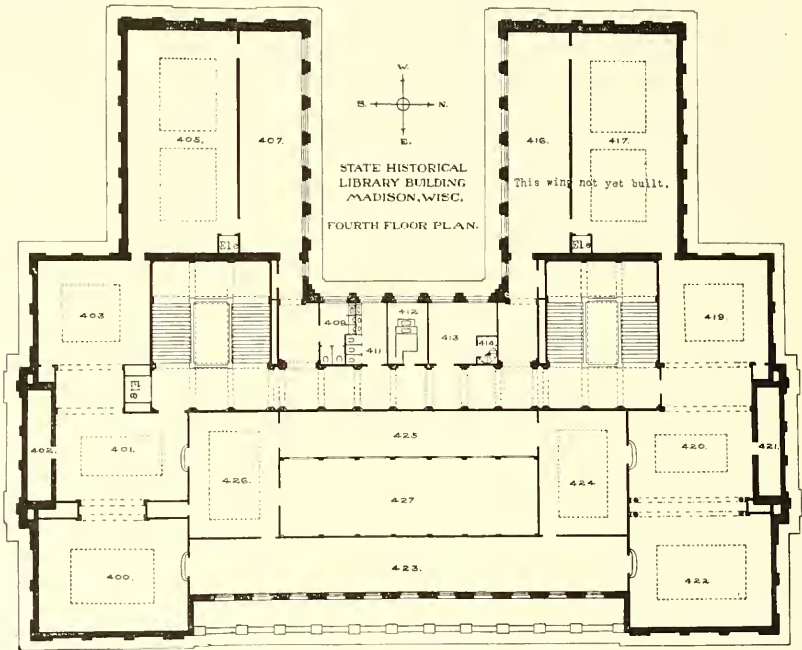 W.
S. N.
E.
STATE HISTORICAL
LIBRARY BUILDING
MADISON, WISC.
FOURTH FLOOR PLAN.
405. 407. 416. 417.
This wing not yet built.
Ele Ele
403 409 412 419
411 413 414
Ele
402. 401. 425 420. 421.
426. 427 424
400. 423. 422